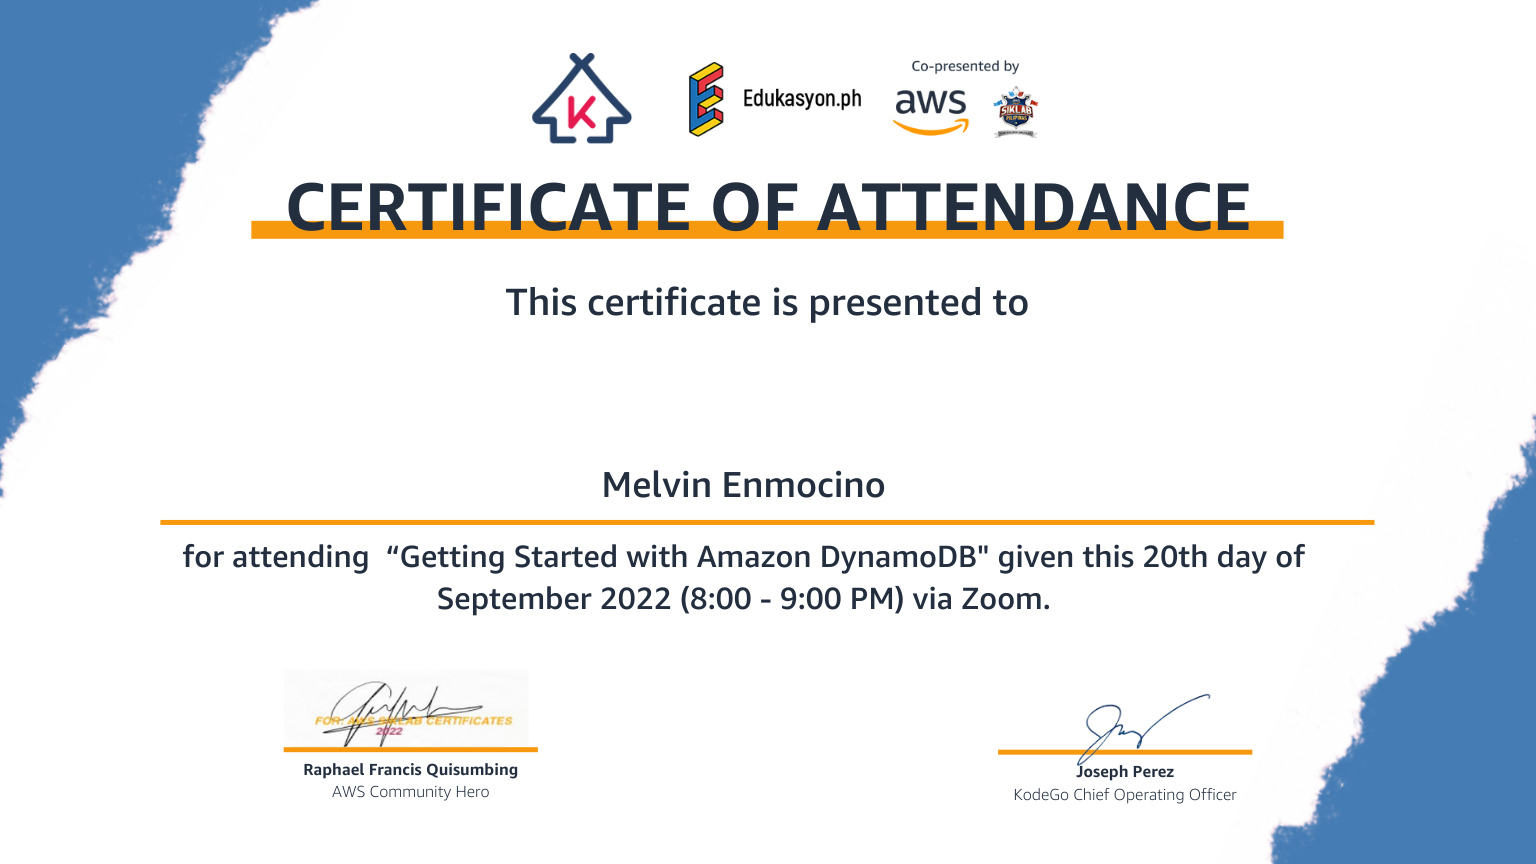 Co-presented by
K
Edukasyon.ph
aws
SIKLAB
PILIPINAS
CERTIFICATE OF ATTENDANCE
This certificate is presented to
Melvin Enmocino
for attending “Getting Started with Amazon DynamoDB" given this 20th day of
September 2022 (8:00 - 9:00 PM) via Zoom.
FOR: AWS SIKLAB CERTIFICATES
2022
Raphael Francis Quisumbing
AWS Community Hero
Joseph Perez
KodeGo Chief Operating Officer